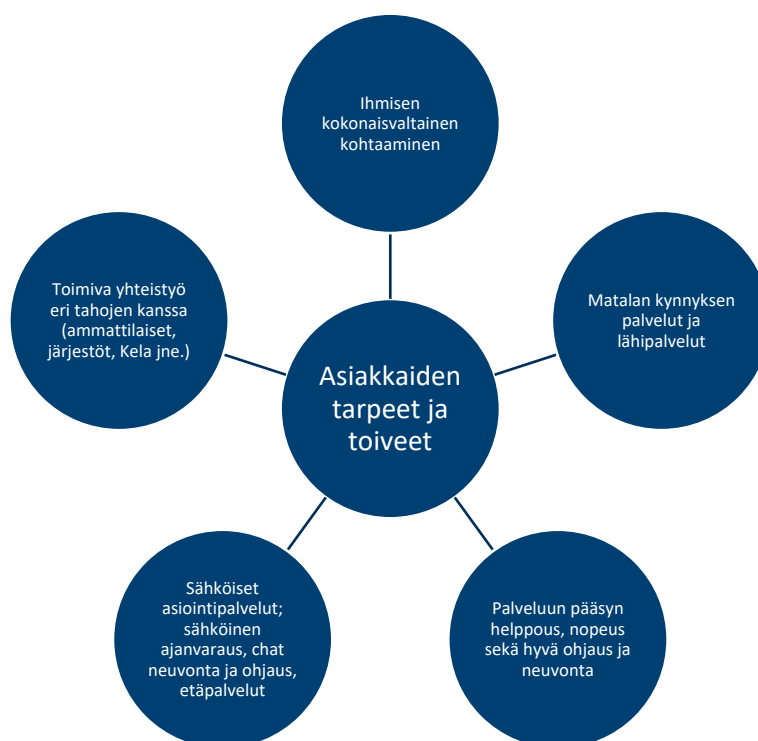 Ihmisen
kokonaisvaltainen
kohtaaminen
Toimiva yhteistyö
eri tahojen kanssa
(ammattilaiset,
järjestöt, Kela jne.)
Matalan kynnyksen
palvelut ja
lähipalvelut
Asiakkaiden
tarpeet ja
toiveet
Sähköiset
asiointipalvelut;
sähköinen
ajanvaraus, chat
neuvonta ja ohjaus,
etäpalvelut
Palveluun pääsyn
helppous, nopeus
sekä hyvä ohjaus ja
neuvonta